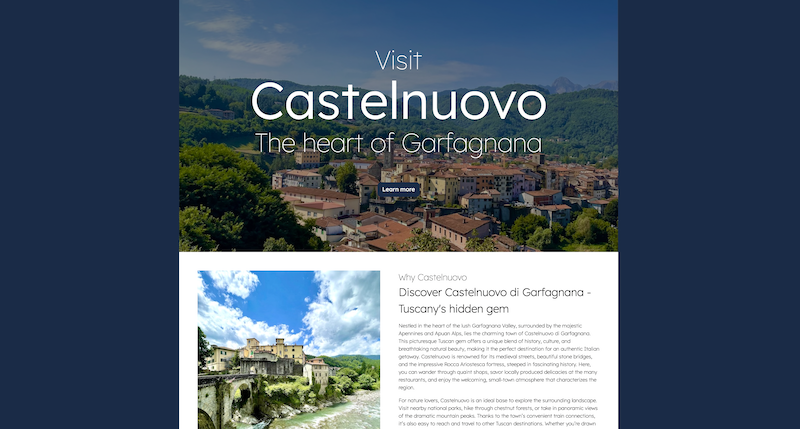 Visit
Castelnuovo
The heart of Garfagnana
Learn more
Why Castelnuovo
Discover Castelnuovo di Garfagnana -
Tuscany's hidden gem
Nestled in the heart of the lush Garfagnana Valley, surrounded by the majestic
Apennines and Apuan Alps, lies the charming town of Castelnuovo di Garfagnana.
This picturesque Tuscan gem offers a unique blend of history, culture, and
breathtaking natural beauty, making it the perfect destination for an authentic Italian
getaway. Castelnuovo is renowned for its medieval streets, beautiful stone bridges,
and the impressive Rocca Ariostesca fortress, steeped in fascinating history. Here,
you can wander through quaint shops, savor locally produced delicacies at the many
restaurants, and enjoy the welcoming, small-town atmosphere that characterizes the
region.
For nature lovers, Castelnuovo is an ideal base to explore the surrounding landscape.
Visit nearby national parks, hike through chestnut forests, or take in panoramic views
of the dramatic mountain peaks. Thanks to the town's convenient train connections,
it's also easy to reach and travel to other Tuscan destinations. Whether you're drawn